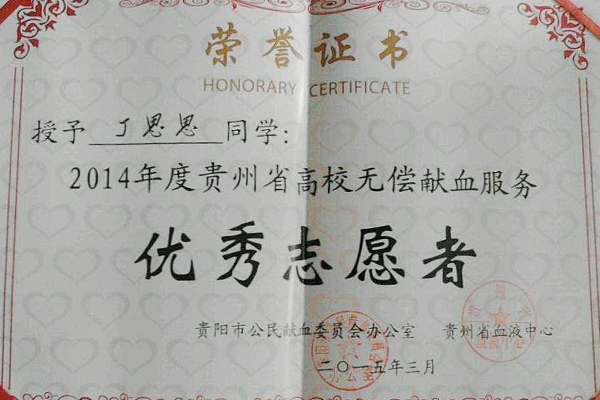 荣誉证书
HONORARY CERTIFICATE
授予 丁思思 同学:
2014年度贵州省高校无偿献血服务
优秀志愿者
贵阳市公民献血委员会办公室 贵州省血液中心
二〇一五年三月